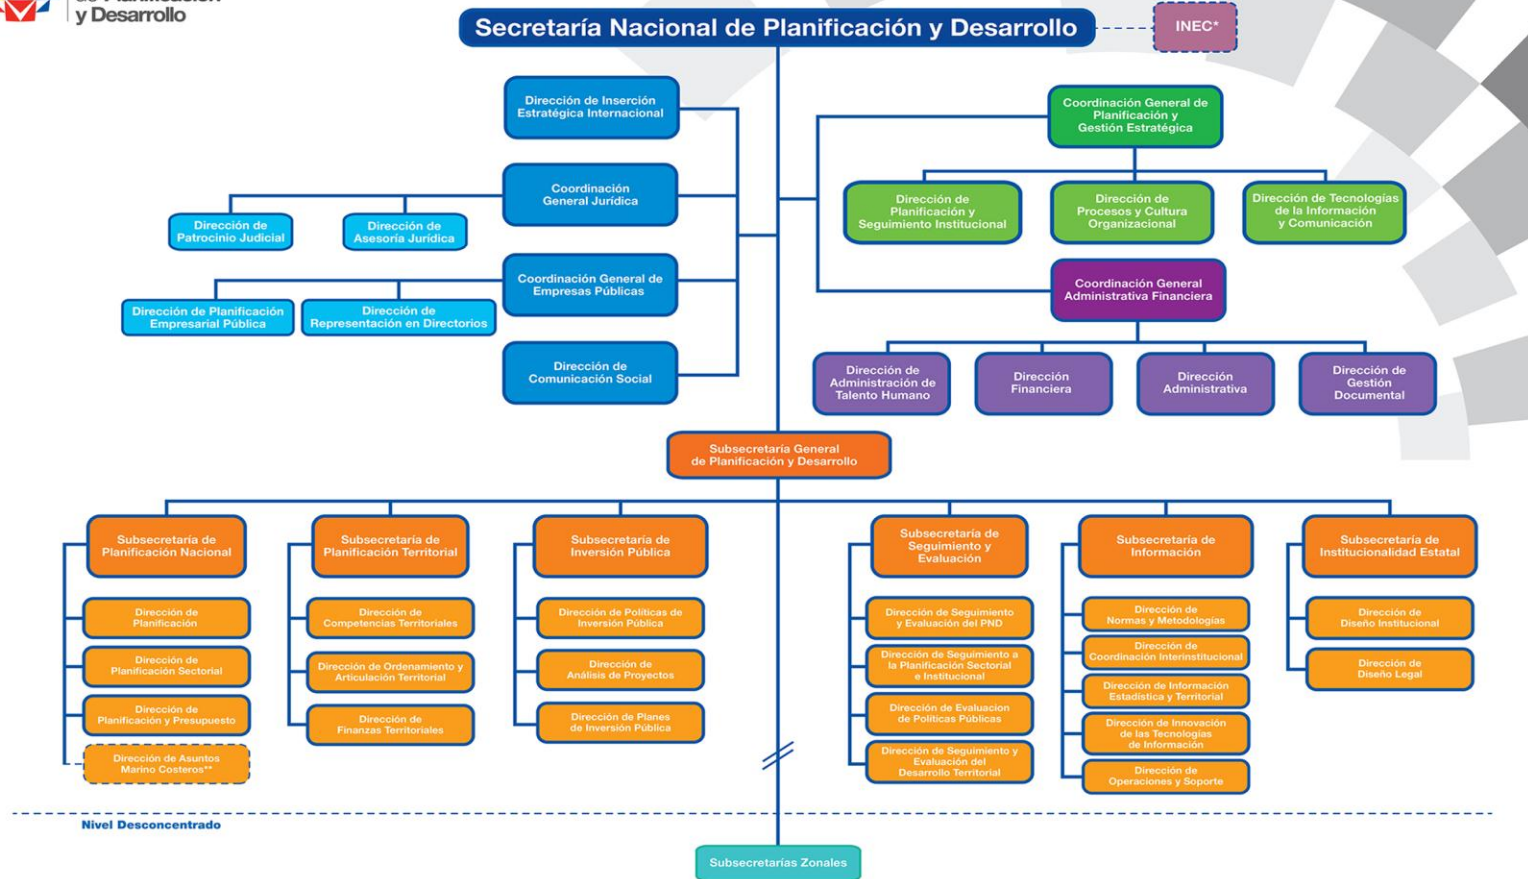 y Desarrollo
Secretaría Nacional de Planificación y Desarrollo
INEC*
Dirección de Inserción
Estratégica Internacional
Coordinación
General Jurídica
Dirección de
Patrocinio Judicial
Dirección de
Asesoría Jurídica
Coordinación General de
Empresas Públicas
Dirección de Planificación
Empresarial Pública
Dirección de
Representación en Directorios
Dirección de
Comunicación Social
Coordinación General de
Planificación y
Gestión Estratégica
Dirección de
Planificación y
Seguimiento Institucional
Dirección de
Procesos y Cultura
Organizacional
Dirección de Tecnologías
de la Información
y Comunicación
Coordinación General
Administrativa Financiera
Dirección de
Administración de
Talento Humano
Dirección
Financiera
Dirección
Administrativa
Dirección de
Gestión
Documental
Subsecretaría General
de Planificación y Desarrollo
Subsecretaría de
Planificación Nacional
Dirección de
Planificación
Dirección de
Planificación Sectorial
Dirección de
Planificación y Presupuesto
Dirección de Asuntos
Marino Costeros**
Subsecretaría de
Planificación Territorial
Dirección de
Competencias Territoriales
Dirección de Ordenamiento y
Articulación Territorial
Dirección de
Finanzas Territoriales
Subsecretaría de
Inversión Pública
Dirección de Políticas de
Inversión Pública
Dirección de
Análisis de Proyectos
Dirección de Planes
de Inversión Pública
Subsecretaría de
Seguimiento y
Evaluación
Dirección de Seguimiento
y Evaluación del PND
Dirección de Seguimiento a
la Planificación Sectorial
e Institucional
Dirección de Evaluacion
de Políticas Públicas
Dirección de Seguimiento y
Evaluación del
Desarrollo Territorial
Subsecretaría de
Información
Dirección de
Normas y Metodologías
Dirección de
Coordinación Interinstitucional
Dirección de Información
Estadística y Territorial
Dirección de Innovación
de las Tecnologías
de Información
Dirección de
Operaciones y Soporte
Subsecretaría de
Institucionalidad Estatal
Dirección de
Diseño Institucional
Dirección de
Diseño Legal
Nivel Desconcentrado
Subsecretarías Zonales